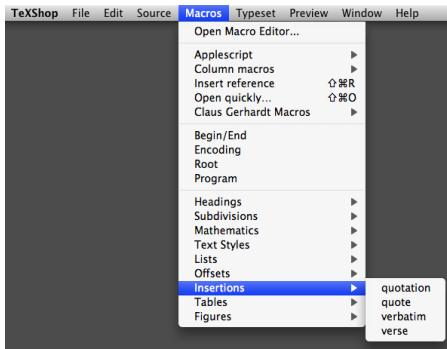 TeXShop File Edit Source Macros Typeset Preview Window Help
Open Macro Editor...
Applescript
Column macros
Insert reference ⇧⌘R
Open quickly... ⇧⌘O
Claus Gerhardt Macros
Begin/End
Encoding
Root
Program
Headings
Subdivisions
Mathematics
Text Styles
Lists
Offsets
Insertions
Tables
Figures
quotation
quote
verbatim
verse